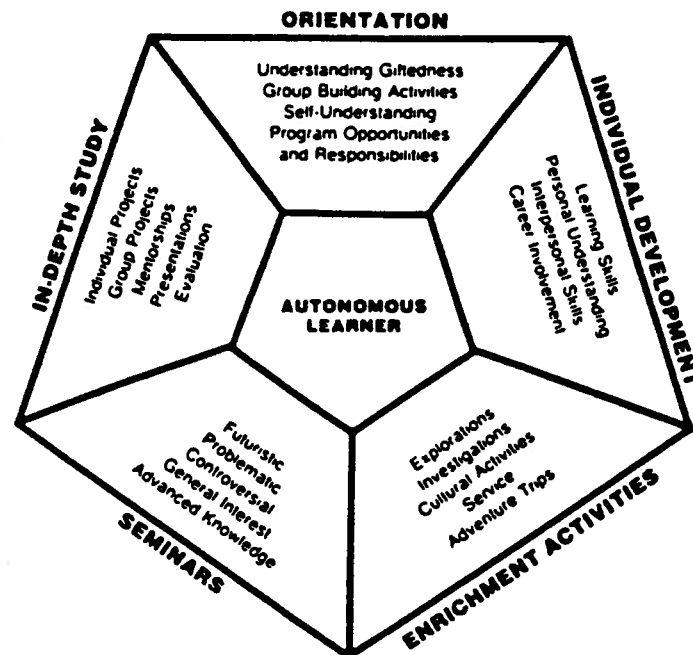 ORIENTATION
Understanding Giftedness
Group Building Activities
Self-Understanding
Program Opportunities
and Responsibilities
INDIVIDUAL DEVELOPMENT
Learning Skills
Personal Understanding
Interpersonal Skills
Career Involvement
ENRICHMENT ACTIVITIES
Explorations
Investigations
Cultural Activities
Service
Adventure Trips
SEMINARS
Futuristic
Problematic
Controversial
General Interest
Advanced Knowledge
IN-DEPTH STUDY
Individual Projects
Group Projects
Mentorships
Presentations
Evaluation
AUTONOMOUS
LEARNER